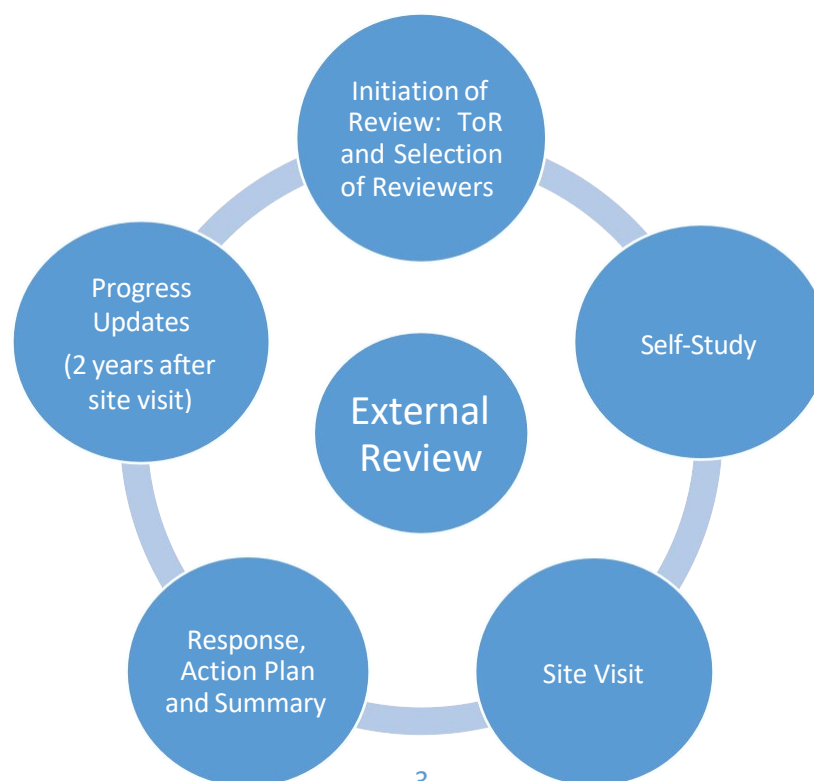 Initiation of
Review: ToR
and Selection
of Reviewers
Self-Study
Site Visit
Response,
Action Plan
and Summary
Progress
Updates
(2 years after
site visit)
External
Review
3